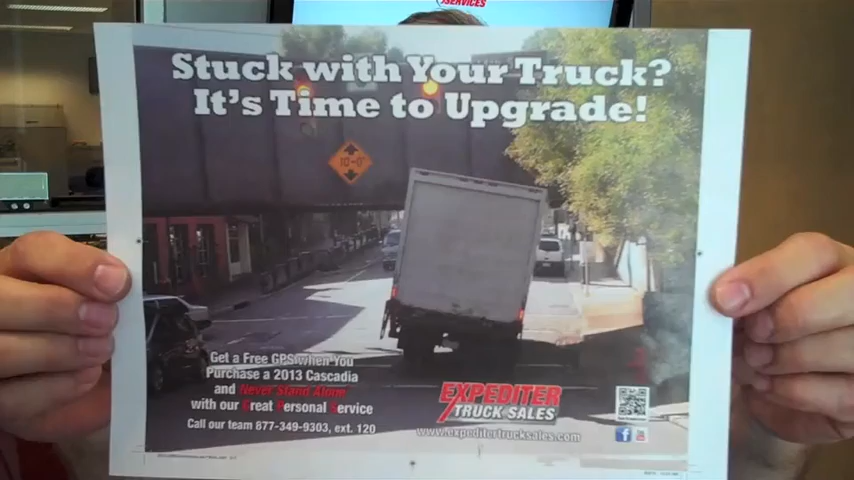 SERVICES
Stuck with Your Truck?
It's Time to Upgrade!
10'-0"
Get a Free GPS when You
Purchase a 2013 Cascadia
and Never Stand Alone
with our Great Personal Service
Call our team 877-349-9303, ext. 120
EXPEDITER
TRUCK SALES
www.expeditertrucksales.com
f